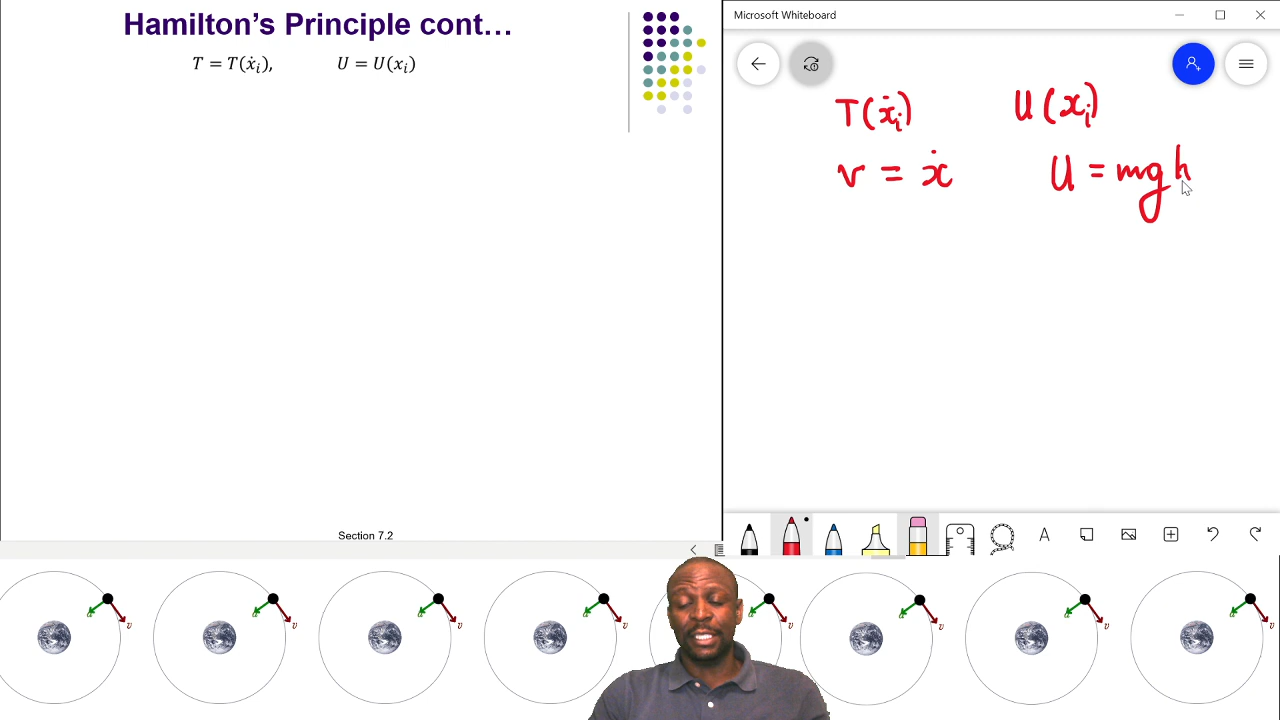 Hamilton's Principle cont…
T = T(ẋᵢ), U = U(xᵢ)
Section 7.2
Microsoft Whiteboard
T(ẋᵢ) U(xᵢ)
v = ẋ U = mgh
A
a v
a v
a v
a v
a v
a v
a v
a v